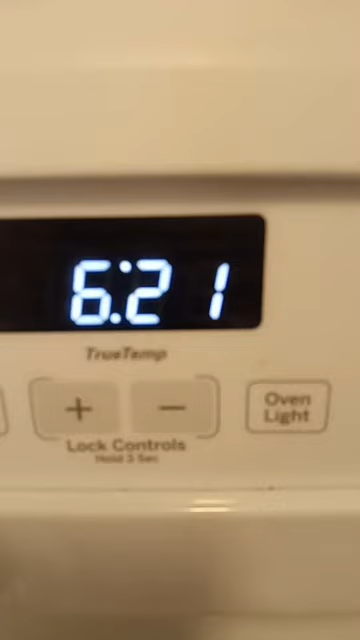 6:21
TrueTemp
+ −
Oven
Light
Lock Controls
Hold 3 Sec